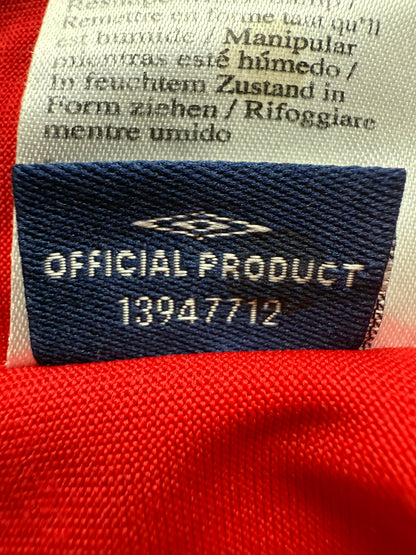 Remettre en forme tant qu'il
est humide / Manipular
mientras esté húmedo /
In feuchtem Zustand in
Form ziehen / Rifoggiare
mentre umido
OFFICIAL PRODUCT
13947712